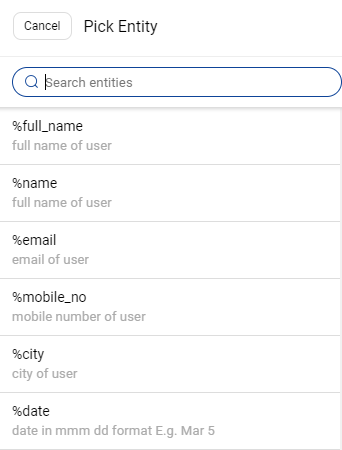 Cancel Pick Entity
Search entities
%full_name
full name of user
%name
full name of user
%email
email of user
%mobile_no
mobile number of user
%city
city of user
%date
date in mmm dd format E.g. Mar 5